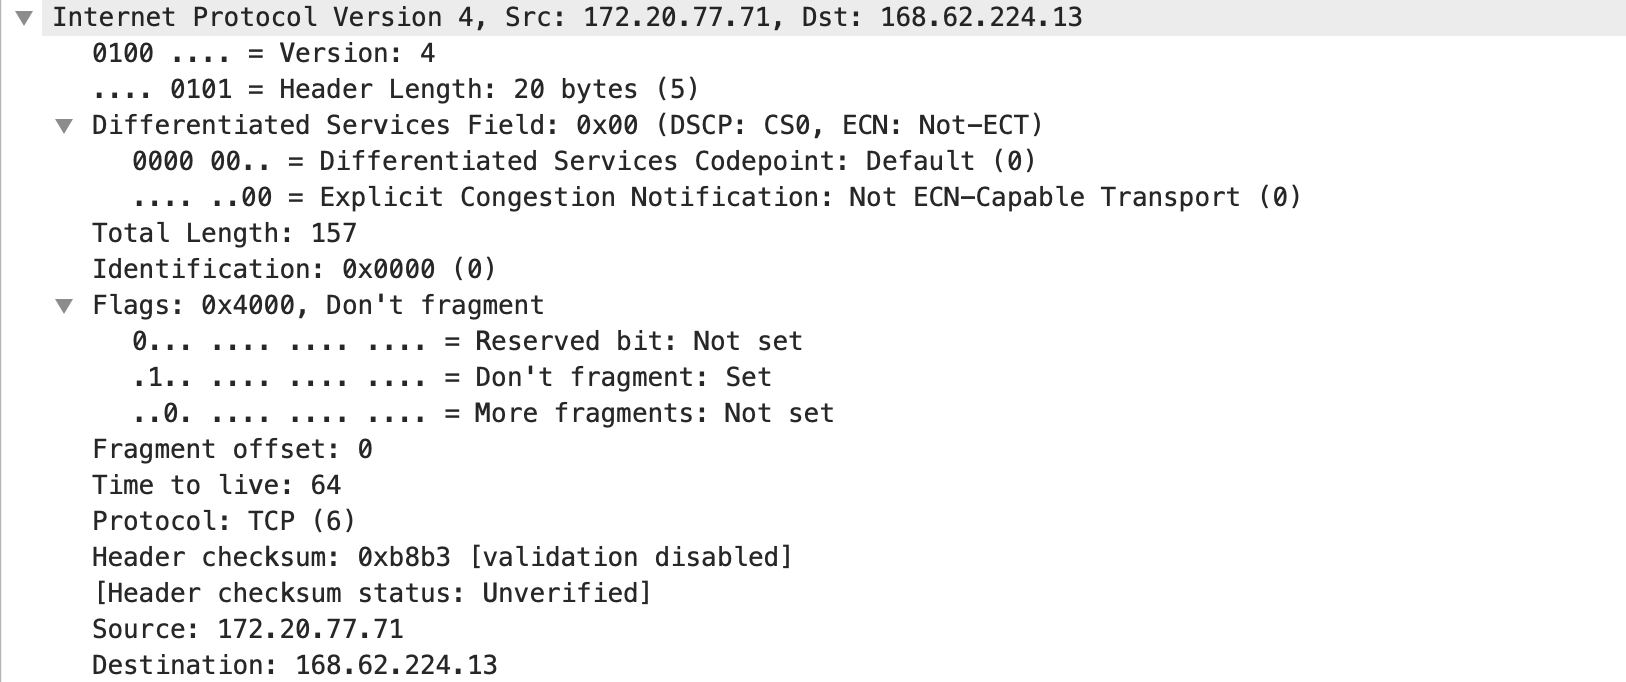 Internet Protocol Version 4, Src: 172.20.77.71, Dst: 168.62.224.13
0100 .... = Version: 4
.... 0101 = Header Length: 20 bytes (5)
Differentiated Services Field: 0x00 (DSCP: CS0, ECN: Not-ECT)
0000 00.. = Differentiated Services Codepoint: Default (0)
.... ..00 = Explicit Congestion Notification: Not ECN-Capable Transport (0)
Total Length: 157
Identification: 0x0000 (0)
Flags: 0x4000, Don't fragment
0... .... .... .... = Reserved bit: Not set
.1.. .... .... .... = Don't fragment: Set
..0. .... .... .... = More fragments: Not set
Fragment offset: 0
Time to live: 64
Protocol: TCP (6)
Header checksum: 0xb8b3 [validation disabled]
[Header checksum status: Unverified]
Source: 172.20.77.71
Destination: 168.62.224.13